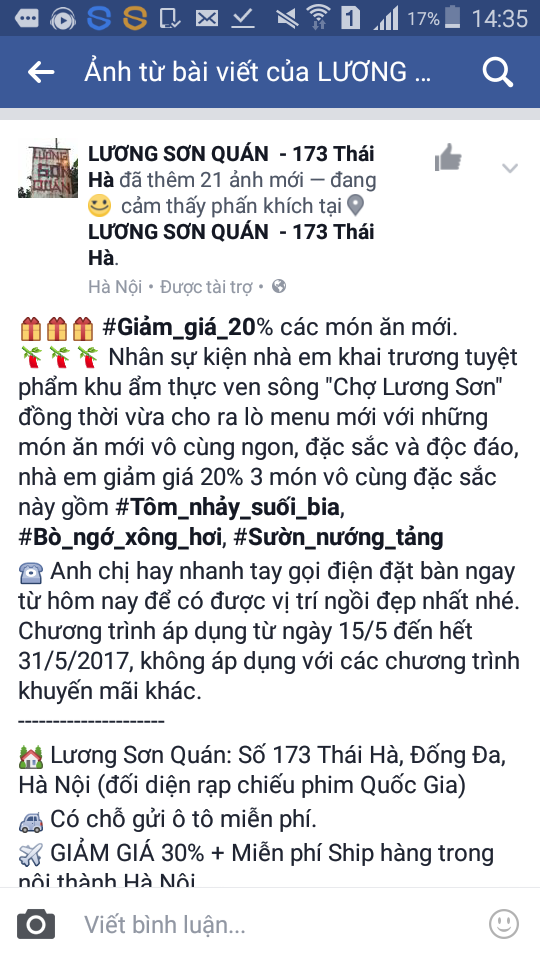 1 17% 14:35
Ảnh từ bài viết của LƯƠNG ...
LƯƠNG SƠN QUÁN
LƯƠNG SƠN QUÁN - 173 Thái
Hà đã thêm 21 ảnh mới — đang
cảm thấy phấn khích tại
LƯƠNG SƠN QUÁN - 173 Thái
Hà.
Hà Nội • Được tài trợ •
#Giảm_giá_20% các món ăn mới.
Nhân sự kiện nhà em khai trương tuyệt
phẩm khu ẩm thực ven sông "Chợ Lương Sơn"
đồng thời vừa cho ra lò menu mới với những
món ăn mới vô cùng ngon, đặc sắc và độc đáo,
nhà em giảm giá 20% 3 món vô cùng đặc sắc
này gồm #Tôm_nhảy_suối_bia,
#Bò_ngớ_xông_hơi, #Sườn_nướng_tảng
Anh chị hay nhanh tay gọi điện đặt bàn ngay
từ hôm nay để có được vị trí ngồi đẹp nhất nhé.
Chương trình áp dụng từ ngày 15/5 đến hết
31/5/2017, không áp dụng với các chương trình
khuyến mãi khác.
---------------------
Lương Sơn Quán: Số 173 Thái Hà, Đống Đa,
Hà Nội (đối diện rạp chiếu phim Quốc Gia)
Có chỗ gửi ô tô miễn phí.
GIẢM GIÁ 30% + Miễn phí Ship hàng trong
nội thành Hà Nội
Viết bình luận...